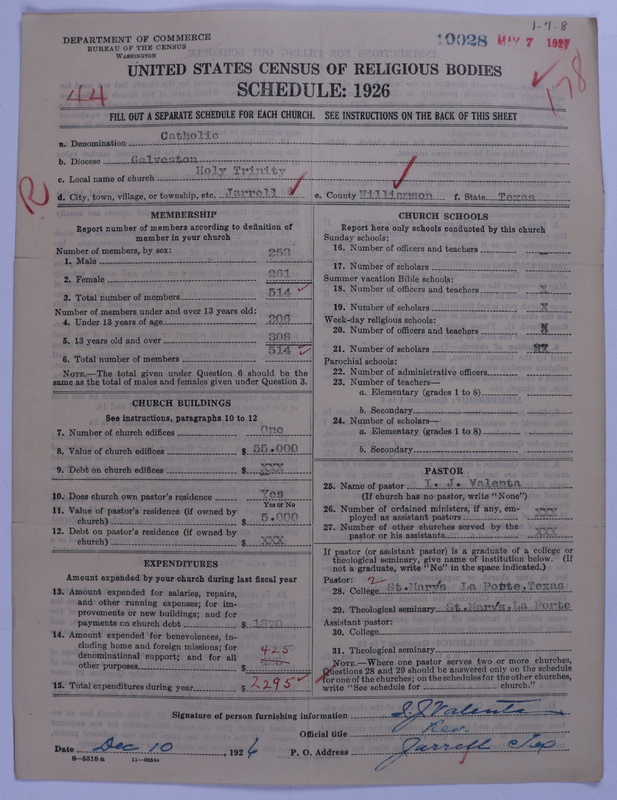 1-7-8
DEPARTMENT OF COMMERCE
BUREAU OF THE CENSUS
WASHINGTON
10028 MAY 7 1927
UNITED STATES CENSUS OF RELIGIOUS BODIES
SCHEDULE: 1926
44
178
FILL OUT A SEPARATE SCHEDULE FOR EACH CHURCH. SEE INSTRUCTIONS ON THE BACK OF THIS SHEET
a. Denomination Catholic
b. Diocese Galveston
c. Local name of church Holy Trinity
R
d. City, town, village, or township, etc. Jarrell e. County Williamson f. State Texas
MEMBERSHIP
Report number of members according to definition of
member in your church
Number of members, by sex:
1. Male 253
2. Female 261
3. Total number of members 514
Number of members under and over 13 years old:
4. Under 13 years of age 206
5. 13 years old and over 308
6. Total number of members 514
NOTE.—The total given under Question 6 should be
same as the total of males and females given under Question 3.
CHURCH BUILDINGS
See instructions, paragraphs 10 to 12
7. Number of church edifices One
8. Value of church edifices $ 55.000
9. Debt on church edifices $ XXX
10. Does church own pastor's residence Yes
Yes or No
11. Value of pastor's residence (if owned by
church) $ 5.000
12. Debt on pastor's residence (if owned by
church) $ XXX
EXPENDITURES
Amount expended by your church during last fiscal year
13. Amount expended for salaries, repairs,
and other running expenses; for im-
provements or new buildings; and for
payments on church debt $ 1870
14. Amount expended for benevolences, in-
cluding home and foreign missions; for
denominational support; and for all
other purposes $ 425
15. Total expenditures during year $ 2295
CHURCH SCHOOLS
Report here only schools conducted by this church
Sunday schools:
16. Number of officers and teachers
17. Number of scholars
Summer vacation Bible schools:
18. Number of officers and teachers X
19. Number of scholars X
Week-day religious schools:
20. Number of officers and teachers
21. Number of scholars 87
Parochial schools:
22. Number of administrative officers
23. Number of teachers—
a. Elementary (grades 1 to 8)
b. Secondary
24. Number of scholars—
a. Elementary (grades 1 to 8)
b. Secondary
PASTOR
25. Name of pastor I. J. Valenta
(If church has no pastor, write "None")
26. Number of ordained ministers, if any, em-
ployed as assistant pastors XXX
27. Number of other churches served by the
pastor or his assistants XXX
If pastor (or assistant pastor) is a graduate of a college or
theological seminary, give name of institution below. (If
not a graduate, write "No" in the space indicated.)
Pastor: 2
28. College St.Mary's La Porte, Texas
29. Theological seminary St.Mary's.La Porte
Assistant pastor:
30. College
31. Theological seminary
NOTE.—Where one pastor serves two or more churches,
Questions 28 and 29 should be answered only on the schedule
for one of the churches; on the schedules for the other churches,
write "See schedule for church."
Signature of person furnishing information I.J. Valenta
Official title Rev.
Date Dec 10, 1926 P. O. Address Jarrell Tex
8—5518 a